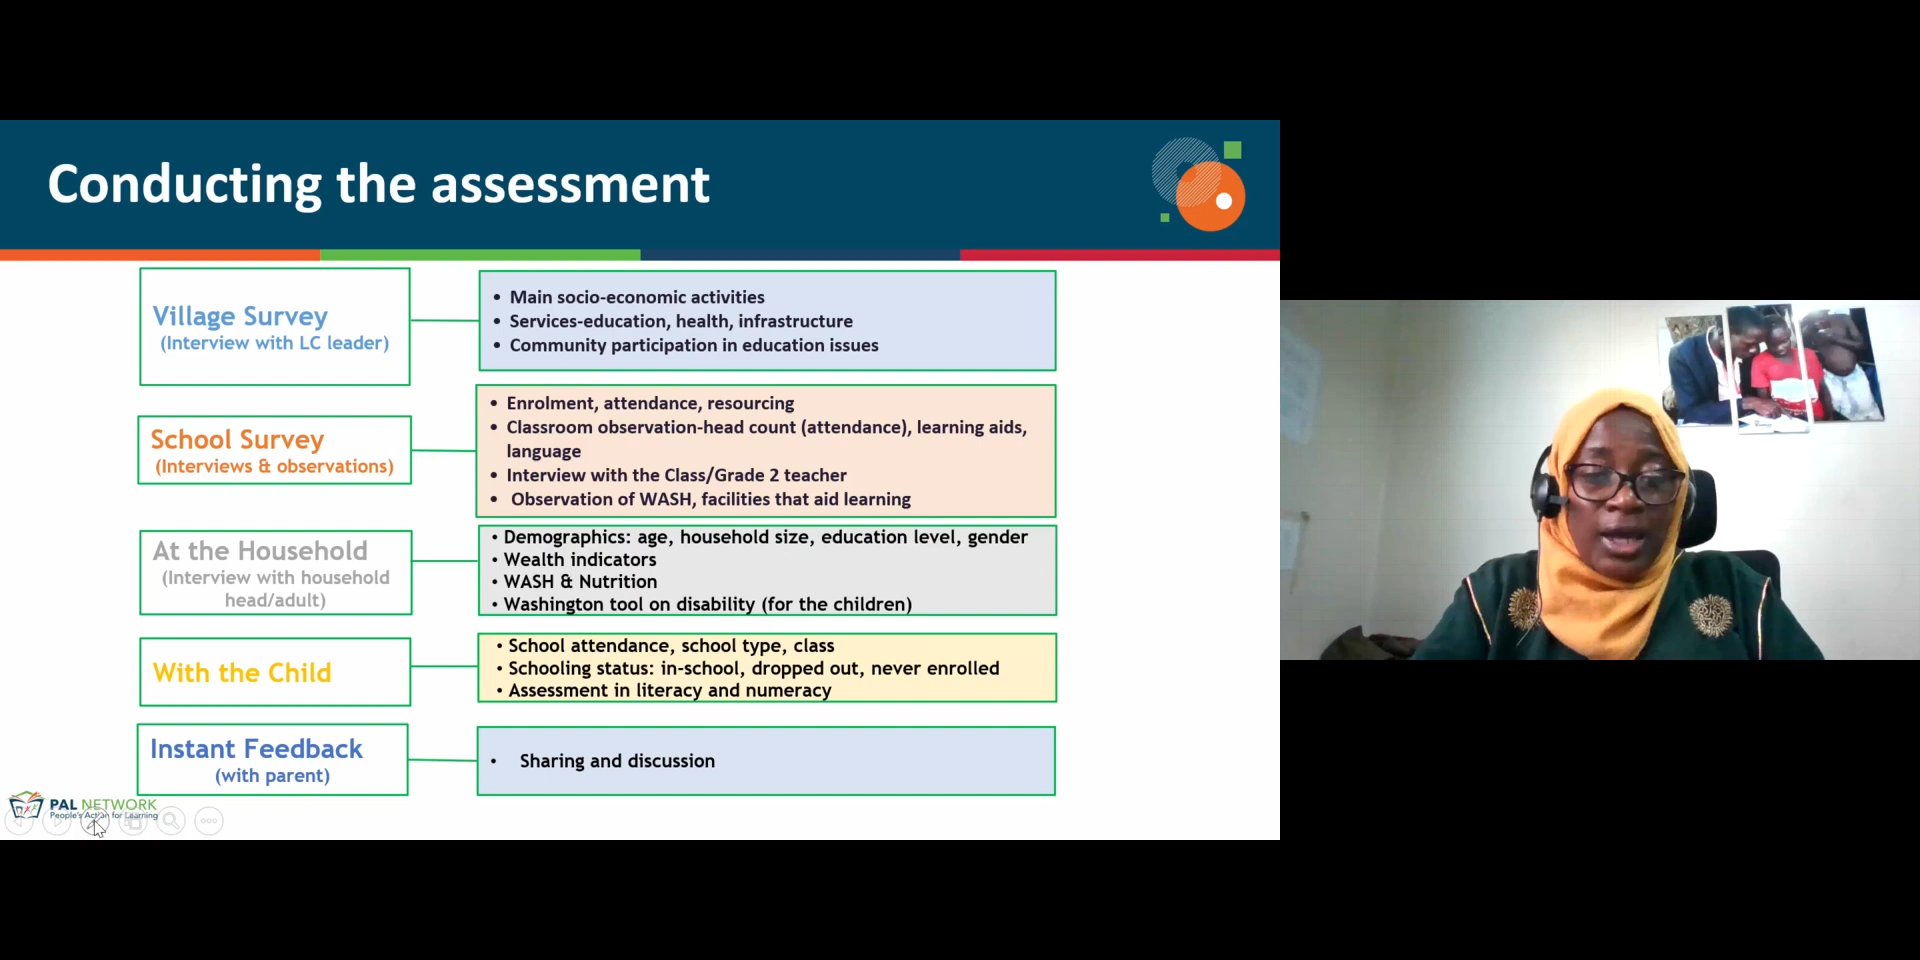 Conducting the assessment
Village Survey
(Interview with LC leader)
• Main socio-economic activities
• Services-education, health, infrastructure
• Community participation in education issues
School Survey
(Interviews & observations)
• Enrolment, attendance, resourcing
• Classroom observation-head count (attendance), learning aids,
language
• Interview with the Class/Grade 2 teacher
• Observation of WASH, facilities that aid learning
At the Household
(Interview with household
head/adult)
• Demographics: age, household size, education level, gender
• Wealth indicators
• WASH & Nutrition
• Washington tool on disability (for the children)
With the Child
• School attendance, school type, class
• Schooling status: in-school, dropped out, never enrolled
• Assessment in literacy and numeracy
Instant Feedback
(with parent)
• Sharing and discussion
PAL NETWORK
People's Action for Learning